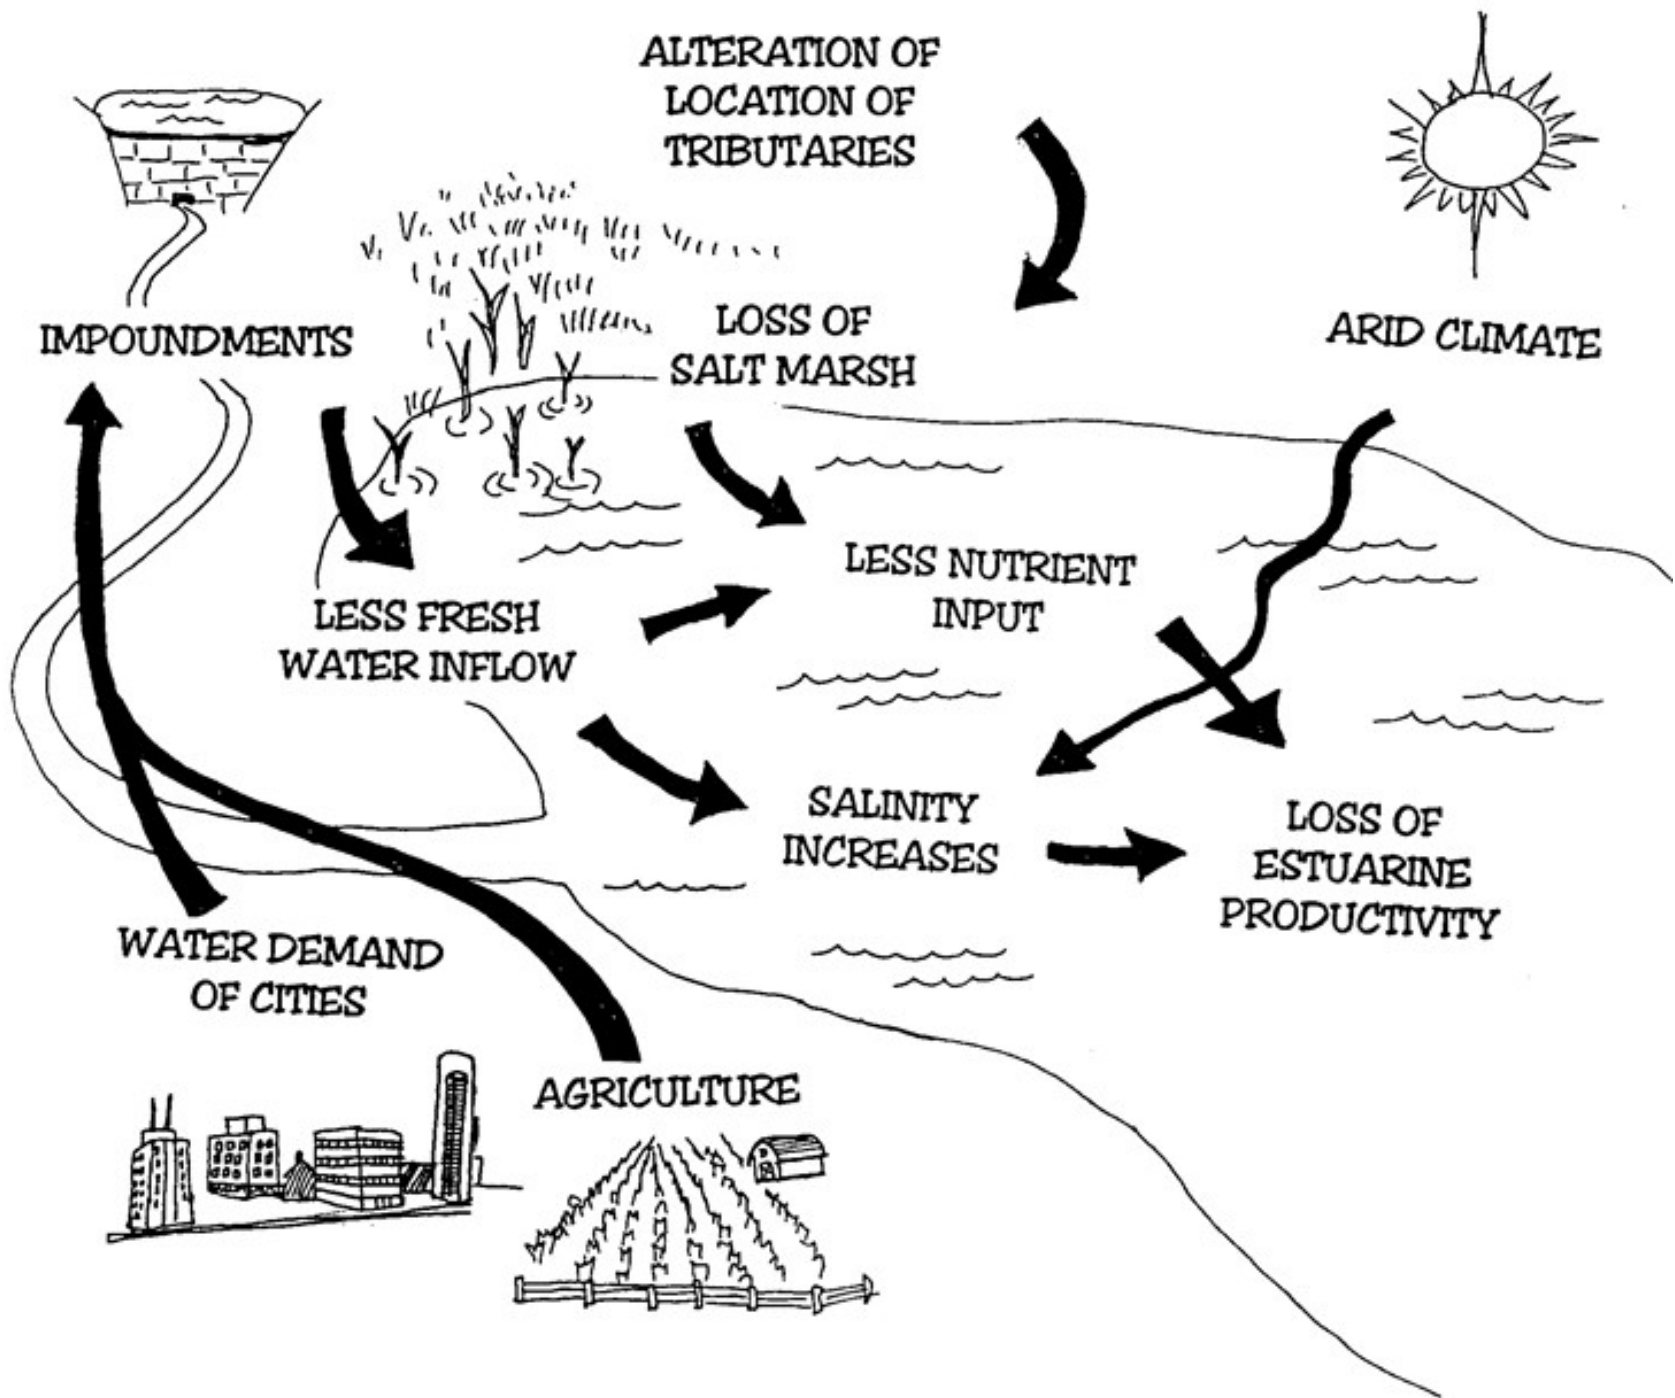 ALTERATION OF
LOCATION OF
TRIBUTARIES
IMPOUNDMENTS
LOSS OF
SALT MARSH
ARID CLIMATE
LESS NUTRIENT
INPUT
LESS FRESH
WATER INFLOW
SALINITY
INCREASES
LOSS OF
ESTUARINE
PRODUCTIVITY
WATER DEMAND
OF CITIES
AGRICULTURE